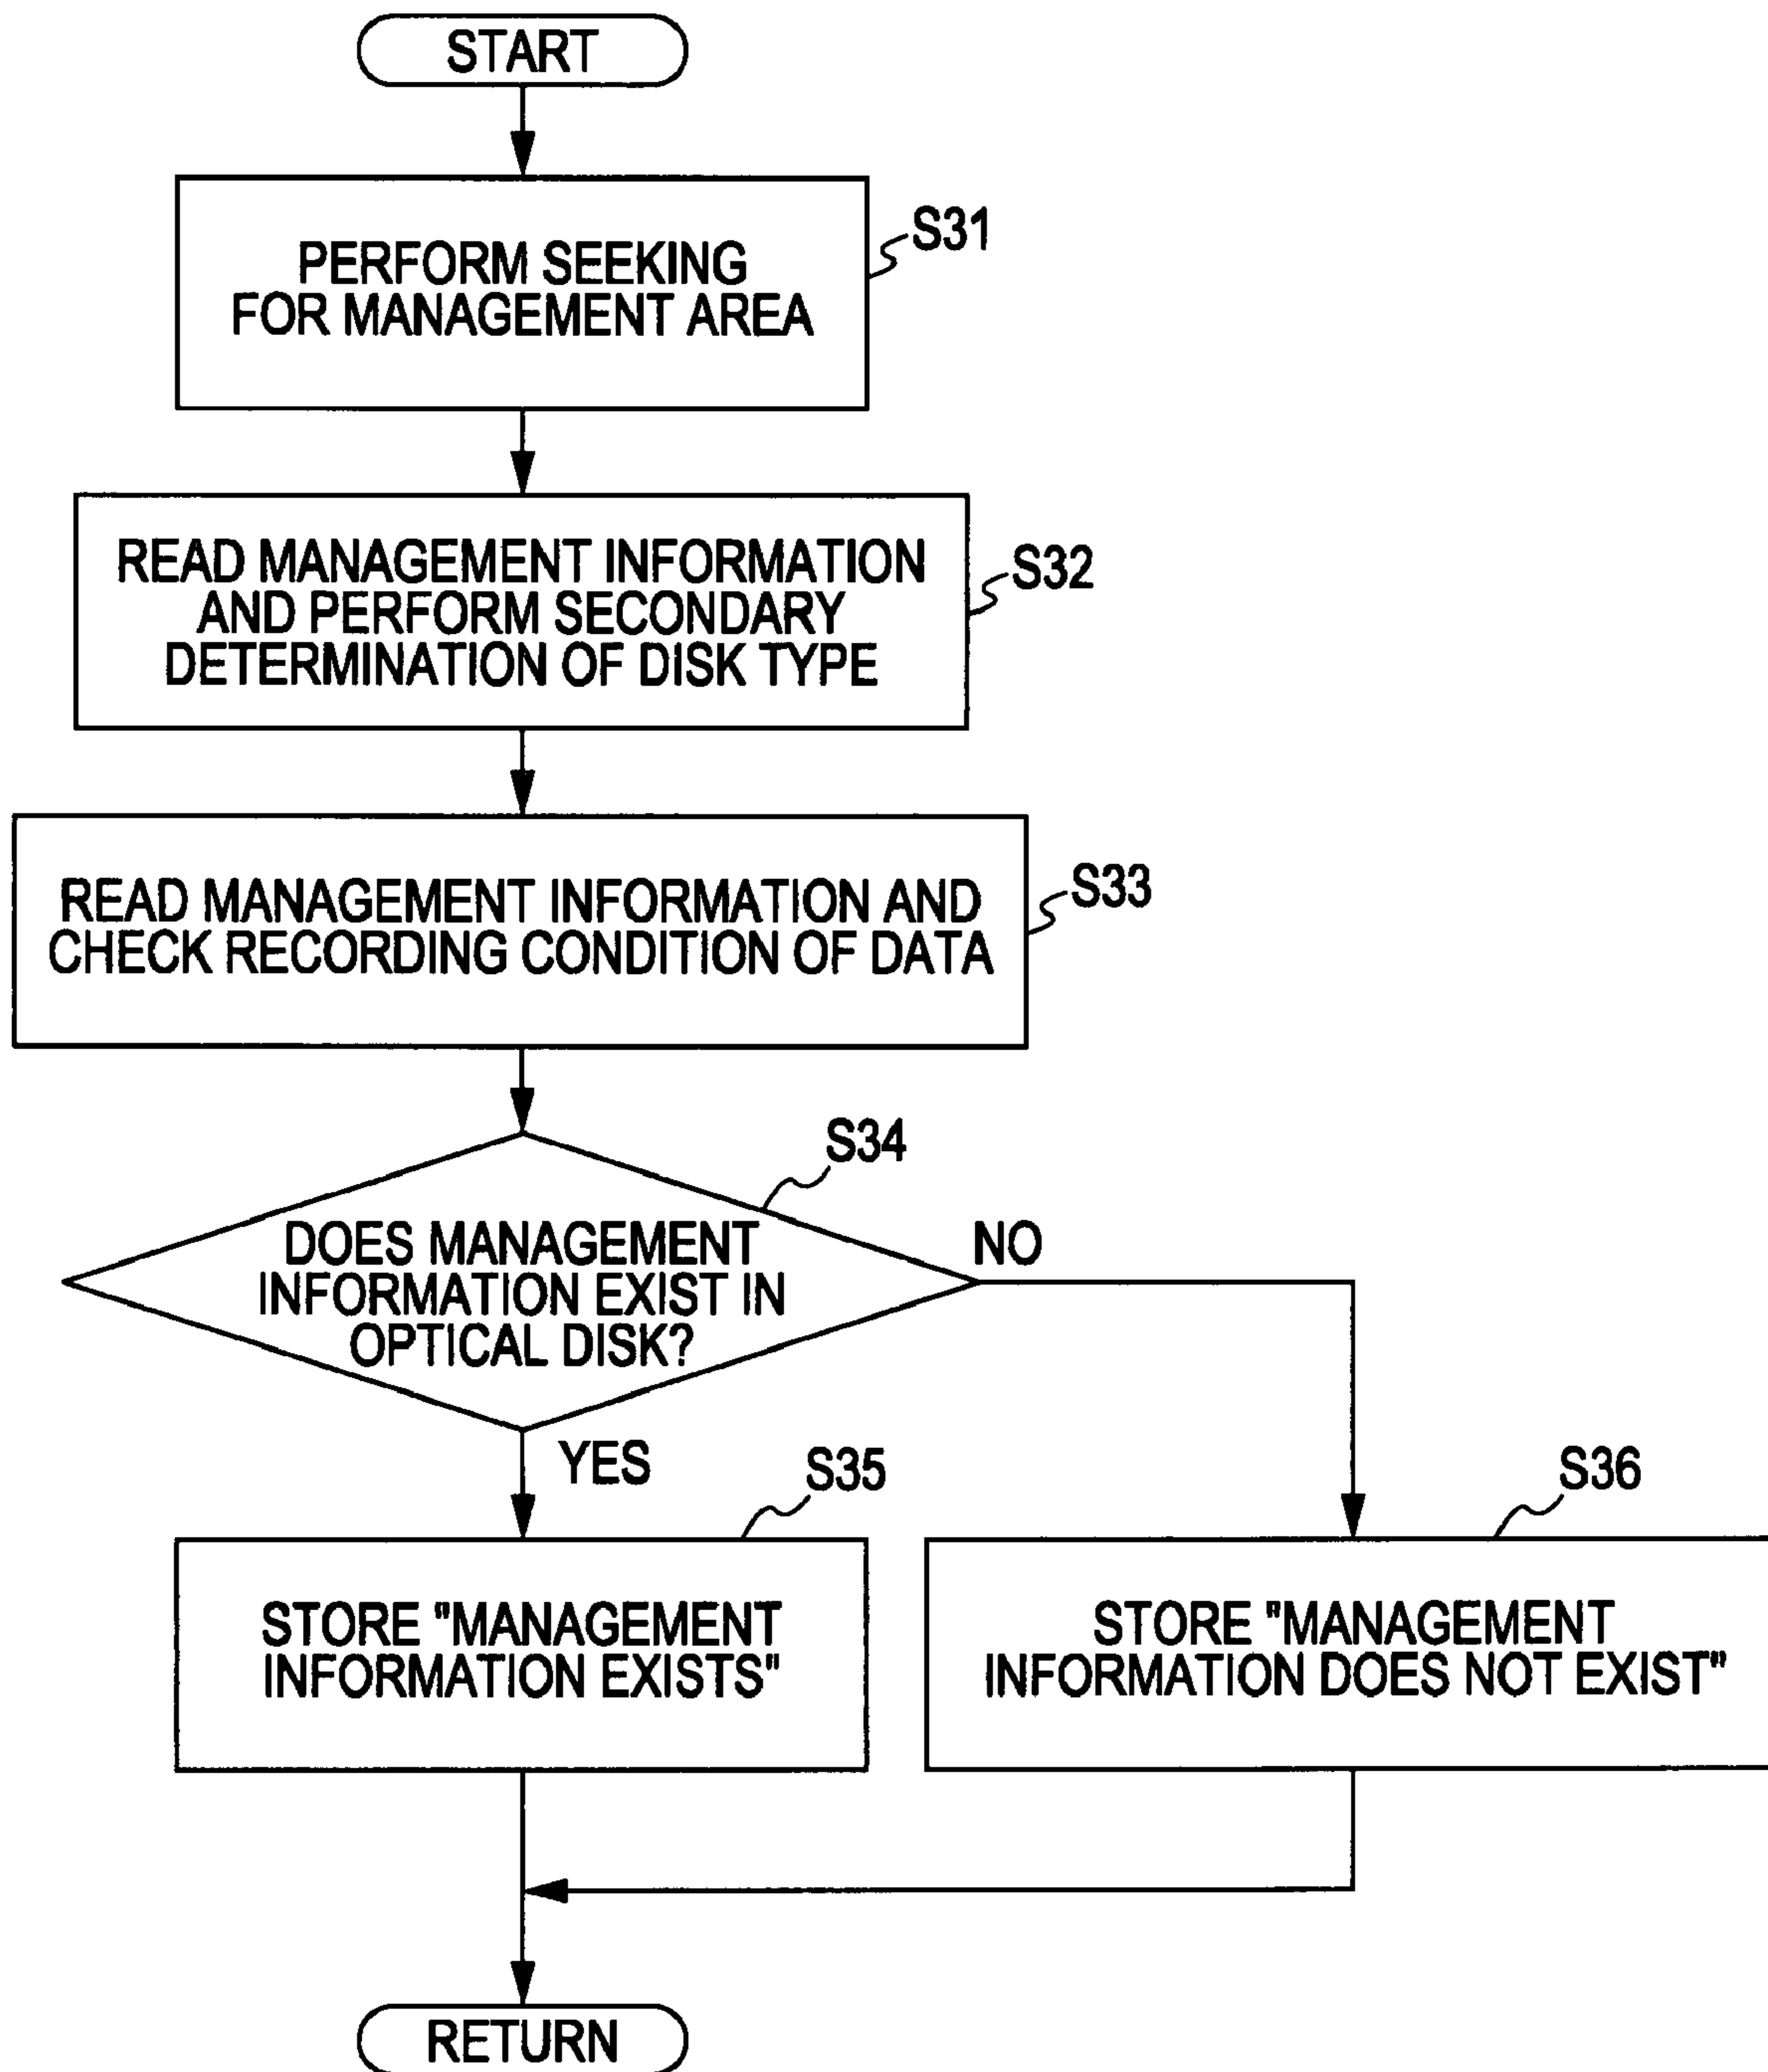 START
PERFORM SEEKING
FOR MANAGEMENT AREA
S31
READ MANAGEMENT INFORMATION
AND PERFORM SECONDARY
DETERMINATION OF DISK TYPE
S32
READ MANAGEMENT INFORMATION AND
CHECK RECORDING CONDITION OF DATA
S33
S34
DOES MANAGEMENT
INFORMATION EXIST IN
OPTICAL DISK?
NO
YES
S35
STORE "MANAGEMENT
INFORMATION EXISTS"
S36
STORE "MANAGEMENT
INFORMATION DOES NOT EXIST"
RETURN